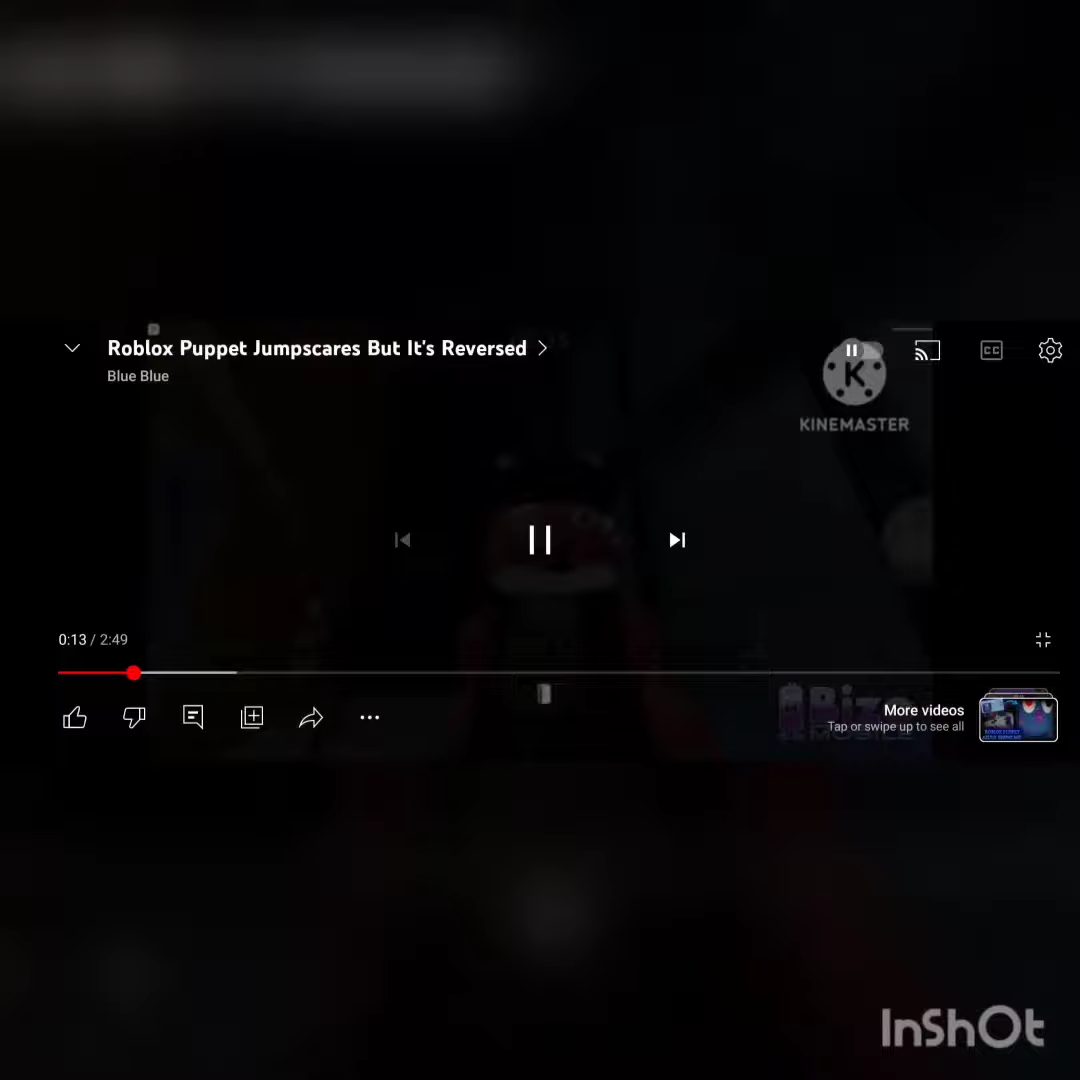 Roblox Puppet Jumpscares But It's Reversed
Blue Blue
CC
K
KINEMASTER
0:13 / 2:49
More videos
Tap or swipe up to see all
InShOt